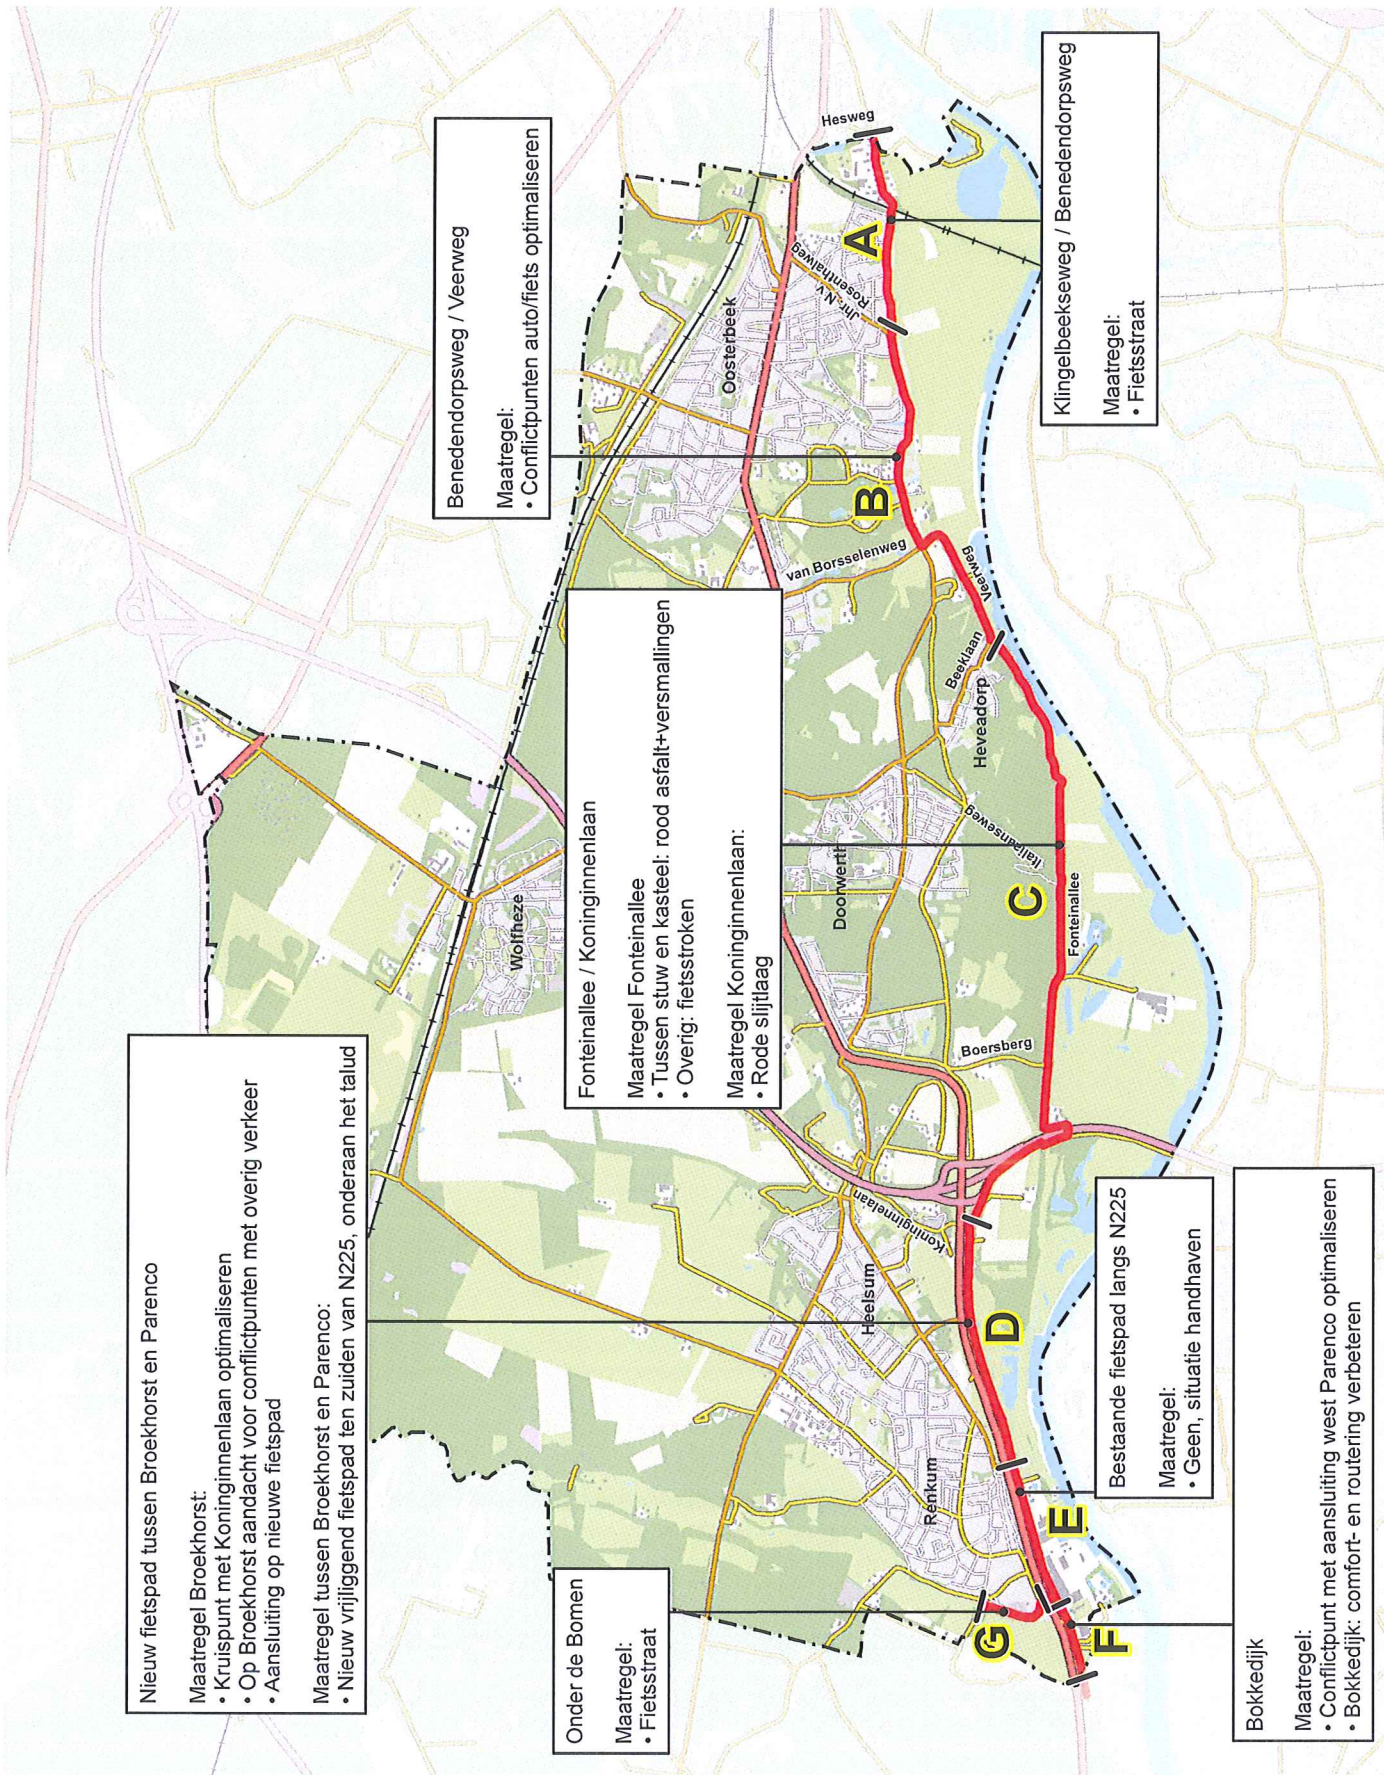 Nieuw fietspad tussen Broekhorst en Parenco
Maatregel Broekhorst:
• Kruispunt met Koninginnenlaan optimaliseren
• Op Broekhorst aandacht voor conflictpunten met overig verkeer
• Aansluiting op nieuwe fietspad
Maatregel tussen Broekhorst en Parenco:
• Nieuw vrijliggend fietspad ten zuiden van N225, onderaan het talud
Benedendorpsweg / Veerweg
Maatregel:
• Conflictpunten auto/fiets optimaliseren
Fonteinallee / Koninginnenlaan
Maatregel Fonteinallee
• Tussen stuw en kasteel: rood asfalt+versmallingen
• Overig: fietsstroken
Maatregel Koninginnenlaan:
• Rode slijtlaag
Onder de Bomen
Maatregel:
• Fietsstraat
Wolfheze
Oosterbeek
Doorwerth
Heelsum
Renkum
Heveadorp
Hesweg
Jhr. N.V
Rosenthalweg
van Borsselenweg
Veerweg
Beeklaan
Italiaanseweg
Fonteinallee
Boersberg
Koninginnelaan
A
B
C
D
E
F
G
Klingelbeekseweg / Benedendorpsweg
Maatregel:
• Fietsstraat
Bestaande fietspad langs N225
Maatregel:
• Geen, situatie handhaven
Bokkedijk
Maatregel:
• Conflictpunt met aansluiting west Parenco optimaliseren
• Bokkedijk: comfort- en routering verbeteren